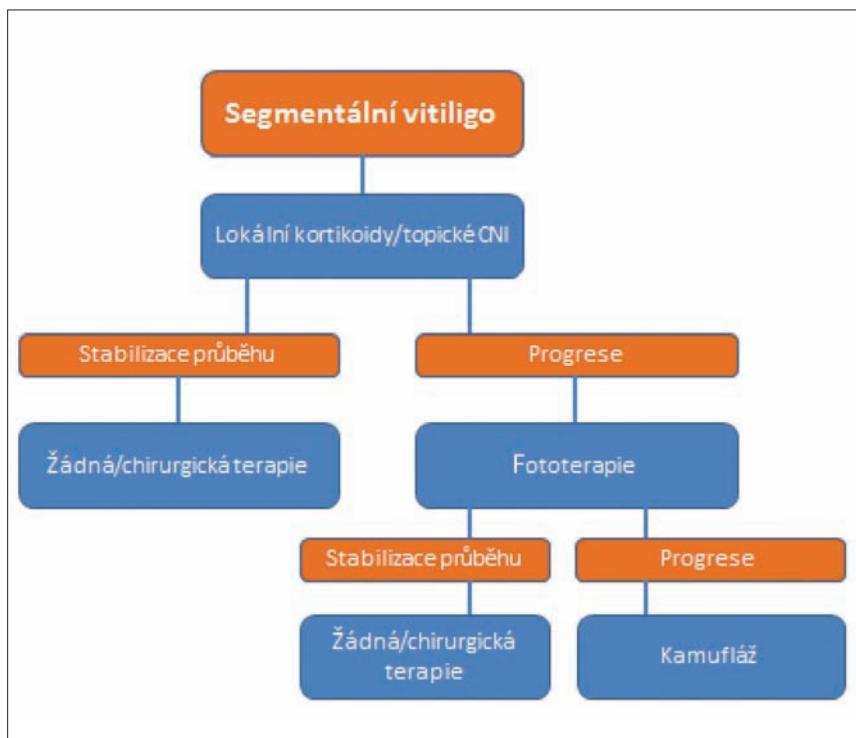 Segmentální vitiligo
Lokální kortikoidy/topické CNI
Stabilizace průběhu
Progrese
Žádná/chirurgická terapie
Fototerapie
Stabilizace průběhu
Progrese
Žádná/chirurgická
terapie
Kamufláž